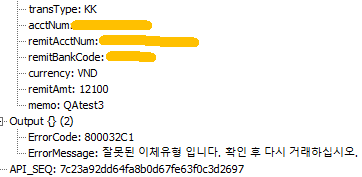 transType: KK
acctNum:
remitAcctNum:
remitBankCode:
currency: VND
remitAmt: 12100
memo: QAtest3
Output {} (2)
ErrorCode: 800032C1
ErrorMessage: 잘못된 이체유형 입니다. 확인 후 다시 거래하십시오.
API_SEQ: 7c23a92dd64fa8b0d67fe63f0c3d2697